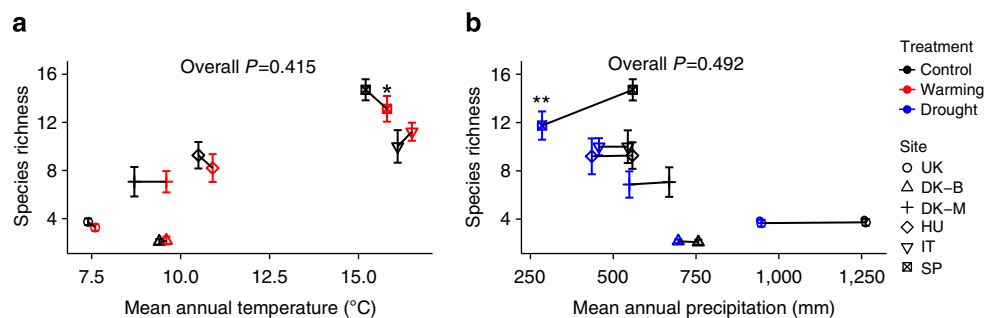 a
Overall P=0.415
Species richness
16
12
8
4
*
7.5
10.0
12.5
15.0
Mean annual temperature (°C)
b
Overall P=0.492
Species richness
16
12
8
4
**
250
500
750
1,000
1,250
Mean annual precipitation (mm)
Treatment
Control
Warming
Drought
Site
UK
DK–B
DK–M
HU
IT
SP